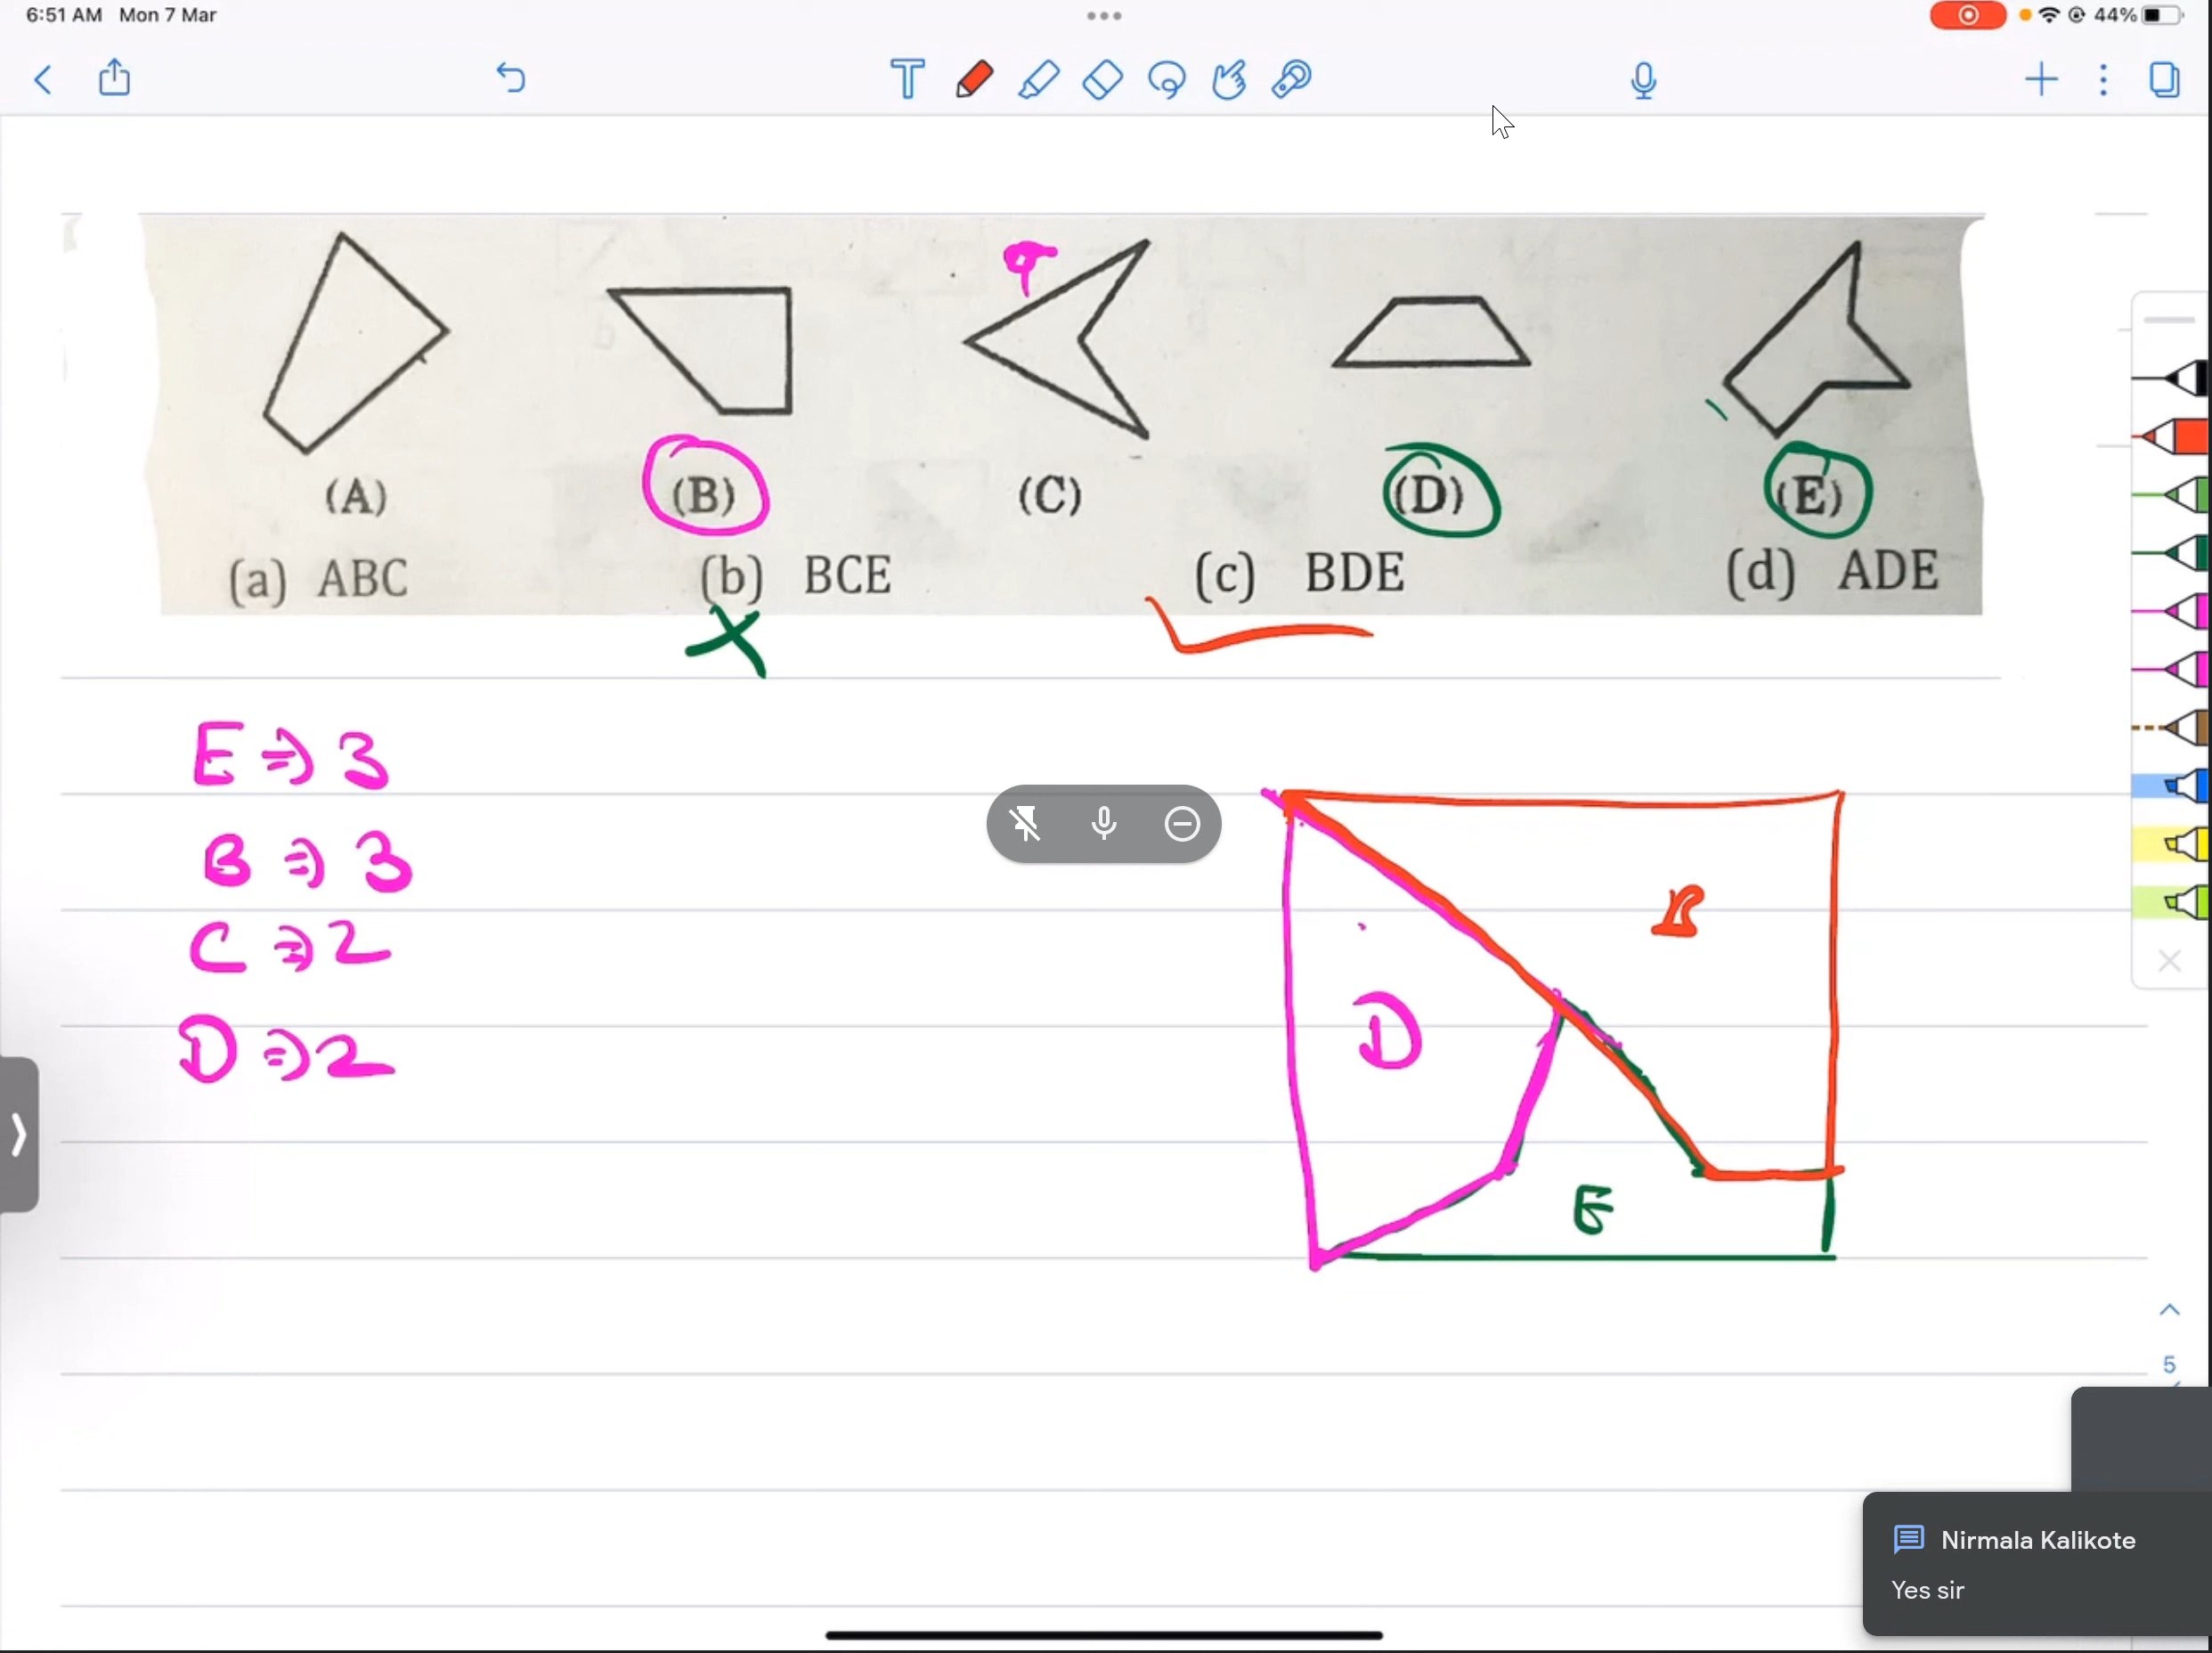 6:51 AM Mon 7 Mar
44%
(A) (B) (C) (D) (E)
(a) ABC (b) BCE (c) BDE (d) ADE
E ⇒ 3
B ⇒ 3
C ⇒ 2
D ⇒ 2
B
D
E
5
Nirmala Kalikote
Yes sir